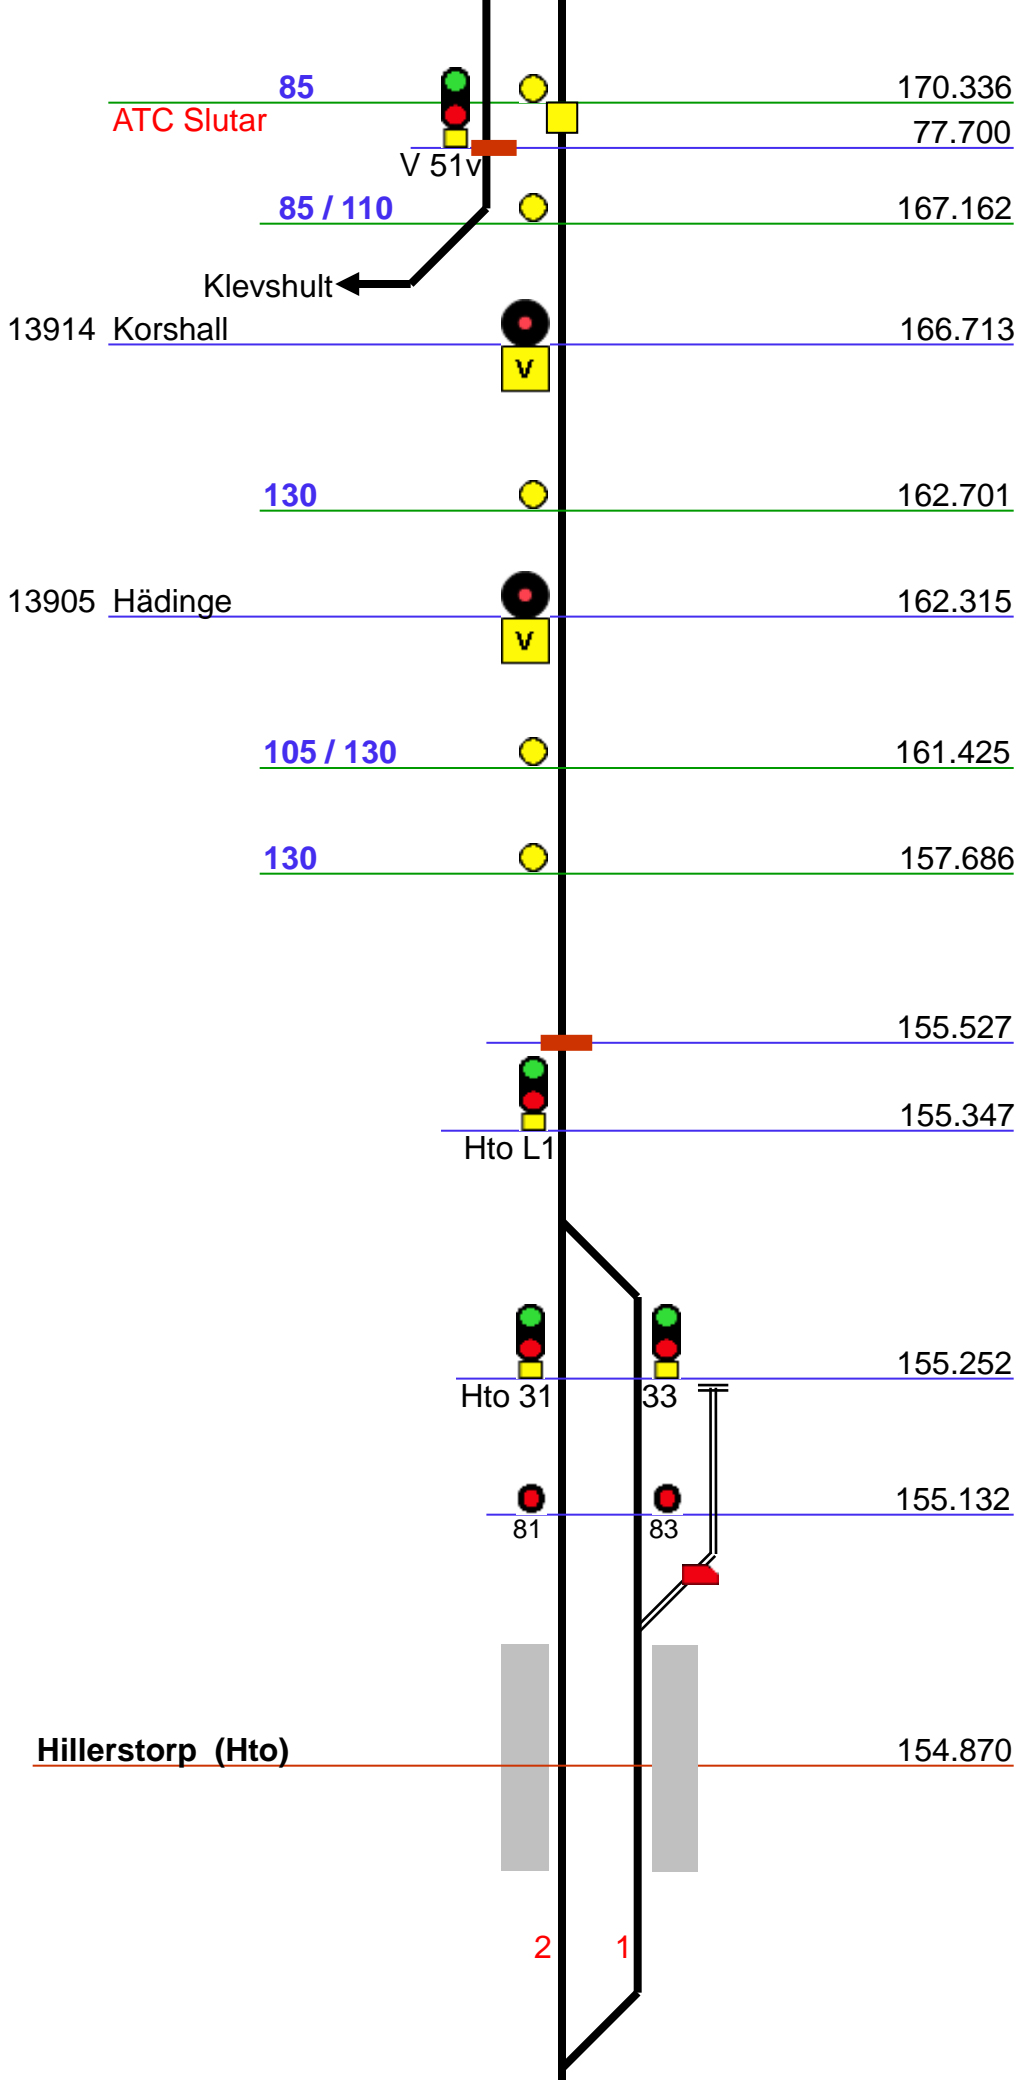 85 170.336
ATC Slutar 77.700
V 51v
85 / 110 167.162
Klevshult
13914 Korshall 166.713
V
130 162.701
13905 Hädinge 162.315
V
105 / 130 161.425
130 157.686
155.527
155.347
Hto L1
155.252
Hto 31 33
155.132
81 83
Hillerstorp (Hto) 154.870
2 1